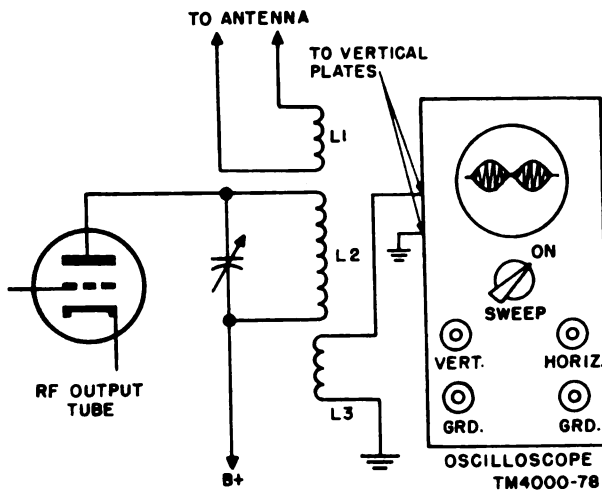 TO ANTENNA
TO VERTICAL
PLATES
L1
L2
ON
SWEEP
VERT.
HORIZ.
RF OUTPUT
TUBE
L3
GRD.
GRD.
B+
OSCILLOSCOPE
TM4000-78